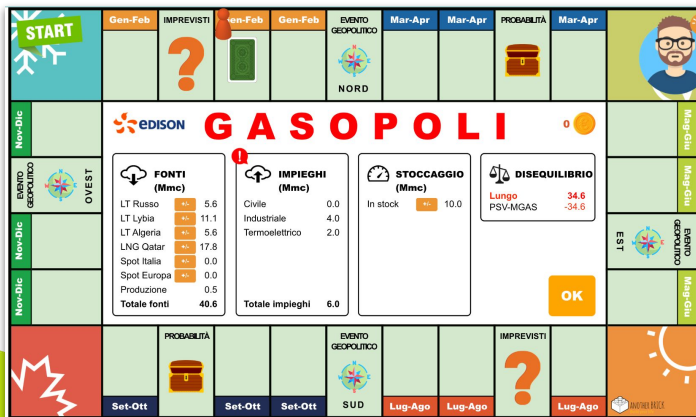 START
Gen-Feb
IMPREVISTI
?
en-Feb
Gen-Feb
EVENTO
GEOPOLITICO
NORD
Mar-Apr
Mar-Apr
PROBABILITÀ
Mar-Apr
Nov-Dic
EVENTO
GEOPOLITICO
OVEST
Nov-Dic
Nov-Dic
EDISON
GASOPOLI
0
FONTI
(Mmc)
LT Russo +/- 5.6
LT Lybia +/- 11.1
LT Algeria +/- 5.6
LNG Qatar +/- 17.8
Spot Italia +/- 0.0
Spot Europa +/- 0.0
Produzione 0.5
Totale fonti 40.6
!
IMPIEGHI
(Mmc)
Civile 0.0
Industriale 4.0
Termoelettrico 2.0
Totale impieghi 6.0
STOCCAGGIO
(Mmc)
In stock +/- 10.0
DISEQUILIBRIO
Lungo 34.6
PSV-MGAS -34.6
OK
Mag-Giu
EVENTO
GEOPOLITICO
EST
Mag-Giu
Mag-Giu
Set-Ott
PROBABILITÀ
Set-Ott
Set-Ott
EVENTO
GEOPOLITICO
SUD
Lug-Ago
Lug-Ago
IMPREVISTI
?
Lug-Ago
ANOTHER BRICK